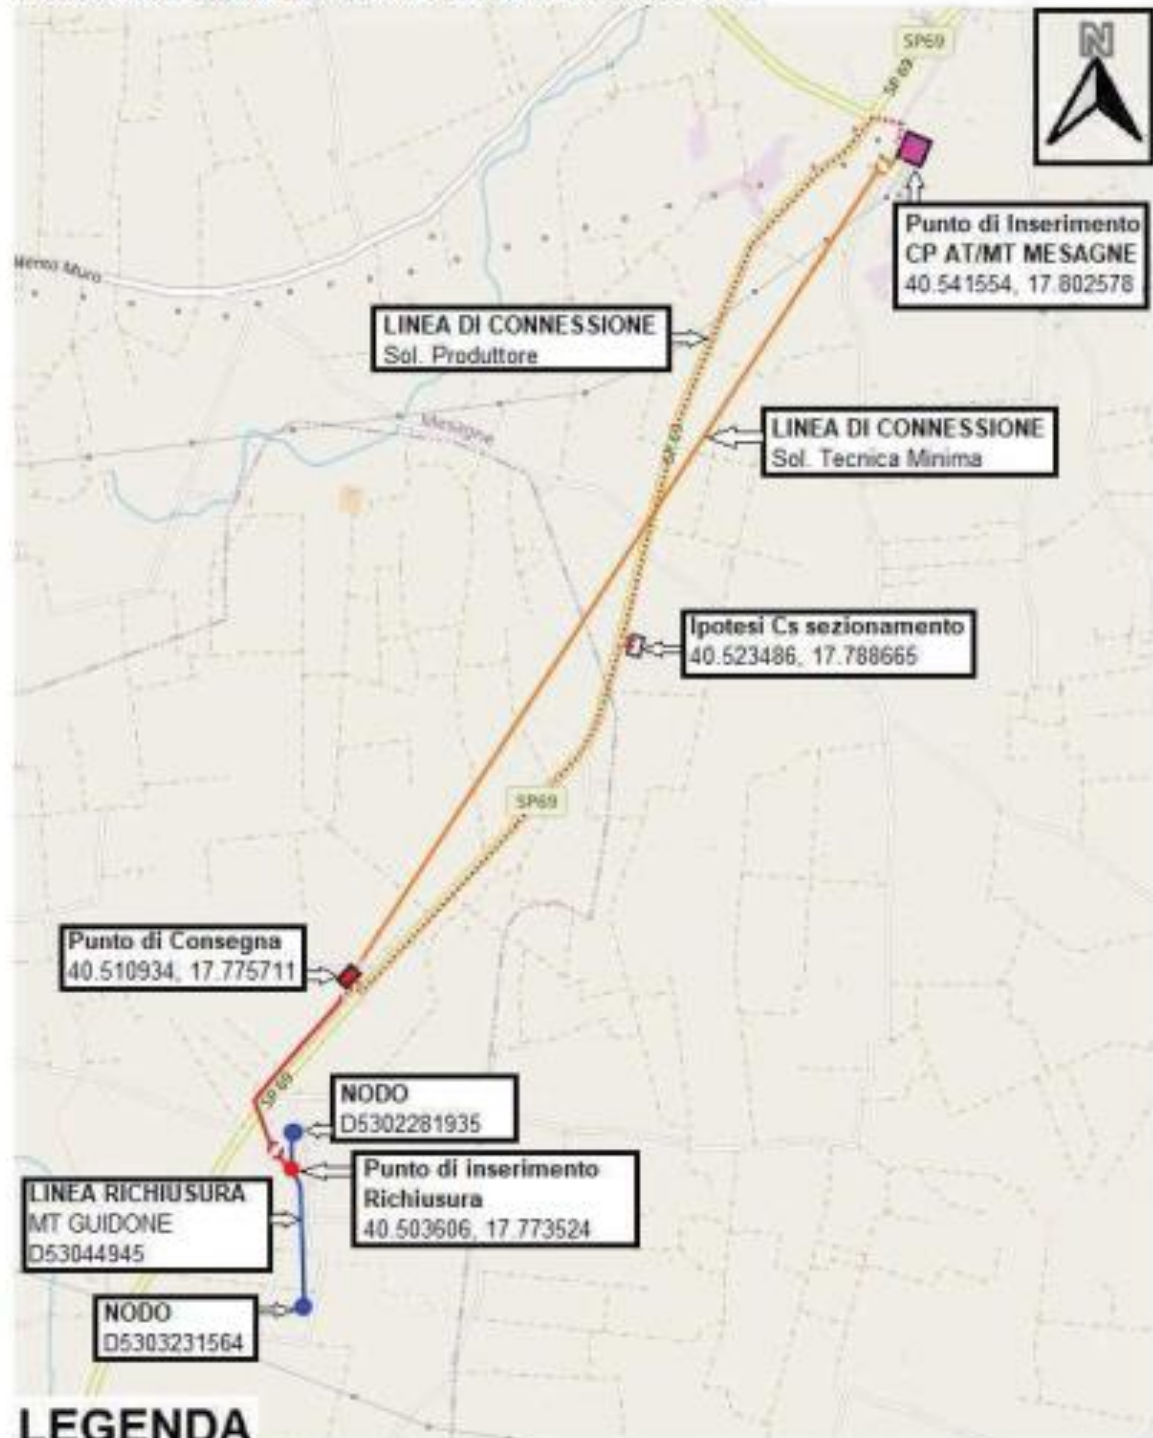 SP69
SP 69
N
Punto di Inserimento
CP AT/MT MESAGNE
40.541554, 17.802578
Muro
LINEA DI CONNESSIONE
Sol. Produttore
LINEA DI CONNESSIONE
Sol. Tecnica Minima
Mesagne
SP 69
Ipotesi Cs sezionamento
40.523486, 17.788665
SP69
Punto di Consegna
40.510934, 17.775711
SP 69
NODO
D5302281935
Punto di inserimento
Richiusura
40.503606, 17.773524
LINEA RICHIUSURA
MT GUIDONE
D53044945
NODO
D5303231564
LEGENDA